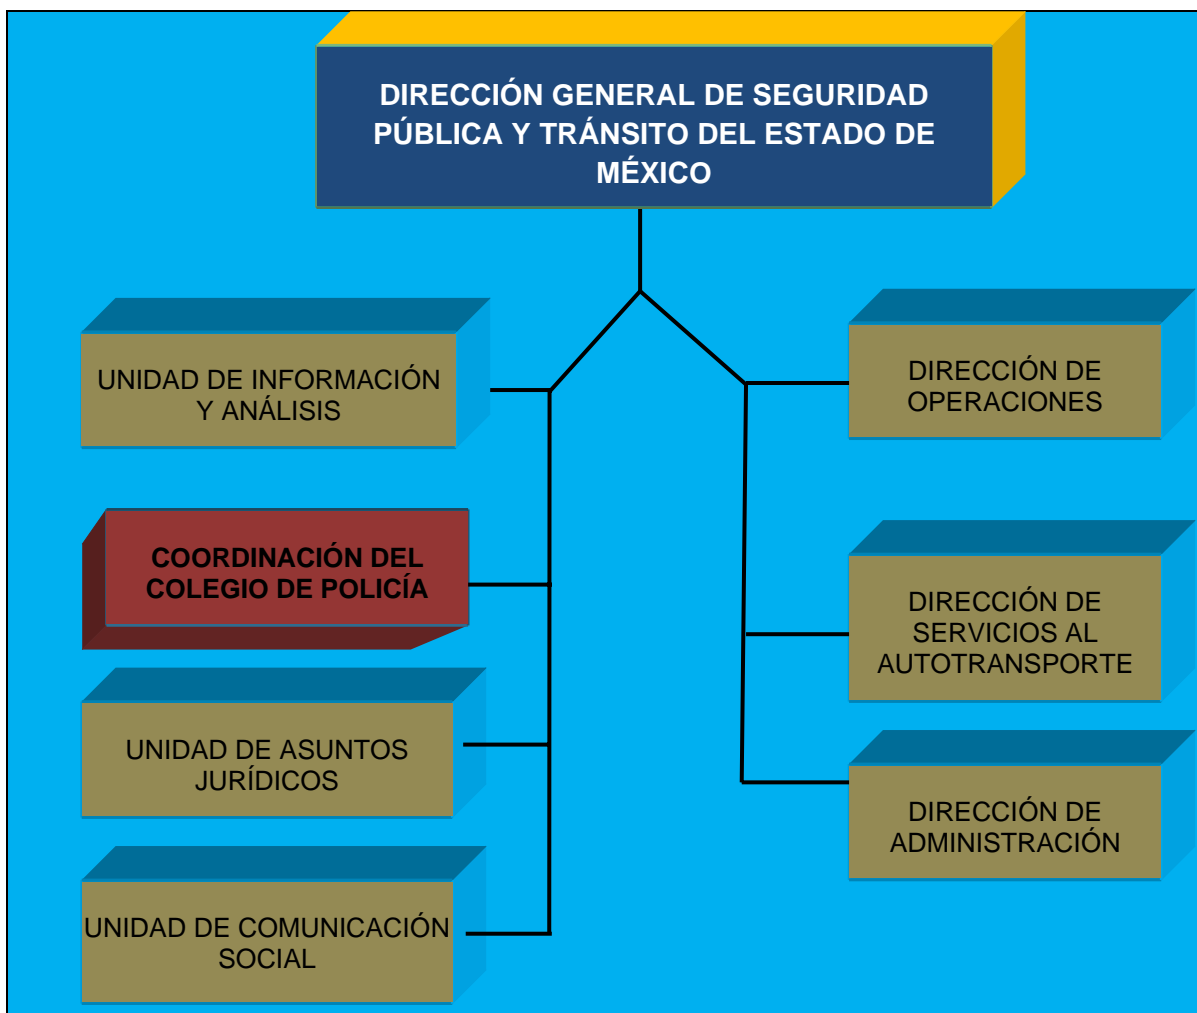 DIRECCIÓN GENERAL DE SEGURIDAD
PÚBLICA Y TRÁNSITO DEL ESTADO DE
MÉXICO
UNIDAD DE INFORMACIÓN
Y ANÁLISIS
COORDINACIÓN DEL
COLEGIO DE POLICÍA
UNIDAD DE ASUNTOS
JURÍDICOS
UNIDAD DE COMUNICACIÓN
SOCIAL
DIRECCIÓN DE
OPERACIONES
DIRECCIÓN DE
SERVICIOS AL
AUTOTRANSPORTE
DIRECCIÓN DE
ADMINISTRACIÓN